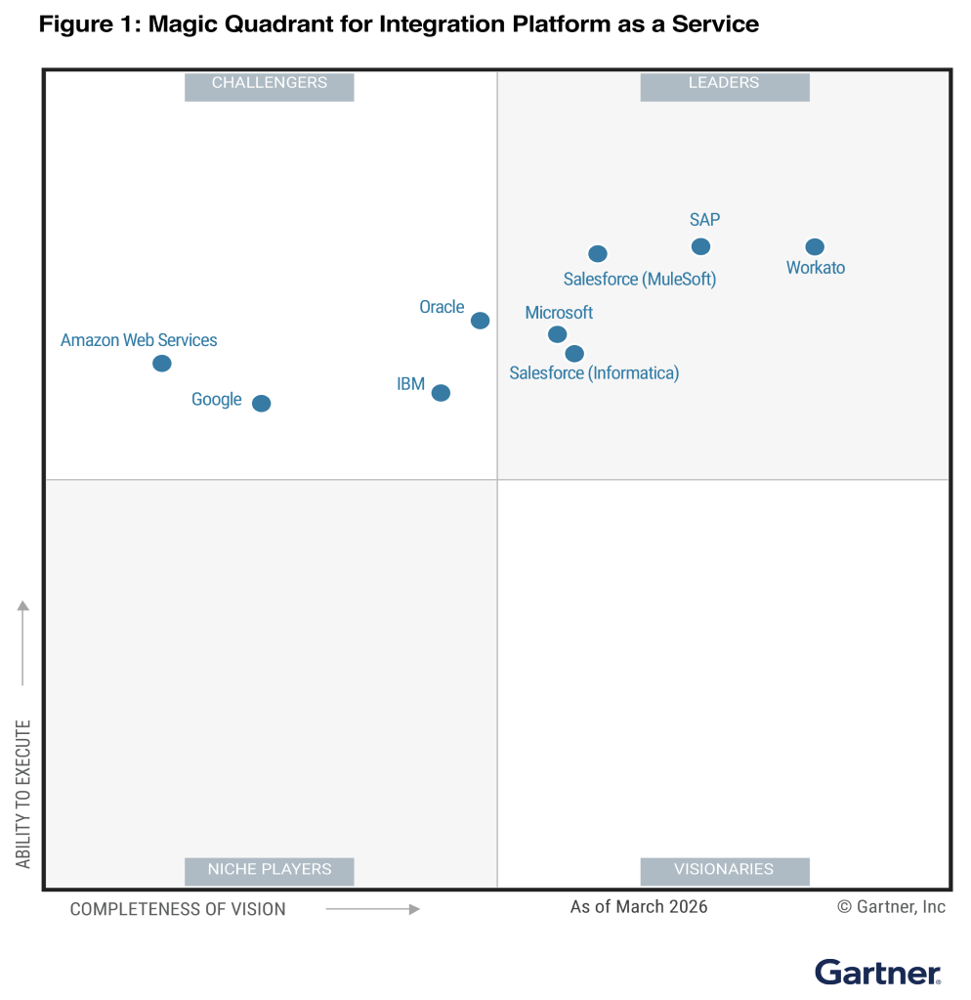 Figure 1: Magic Quadrant for Integration Platform as a Service
CHALLENGERS
LEADERS
SAP
Workato
Salesforce (MuleSoft)
Oracle
Microsoft
Amazon Web Services
Salesforce (Informatica)
IBM
Google
NICHE PLAYERS
VISIONARIES
ABILITY TO EXECUTE
COMPLETENESS OF VISION
As of March 2026
© Gartner, Inc
Gartner®